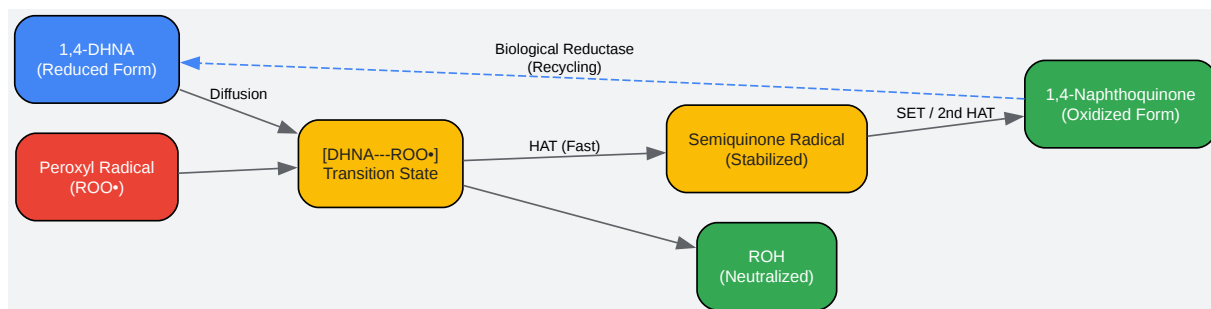 1,4-DHNA
(Reduced Form)
Biological Reductase
(Recycling)
1,4-Naphthoquinone
(Oxidized Form)
Diffusion
SET / 2nd HAT
Peroxyl Radical
(ROO•)
[DHNA---ROO•]
Transition State
HAT (Fast)
Semiquinone Radical
(Stabilized)
ROH
(Neutralized)